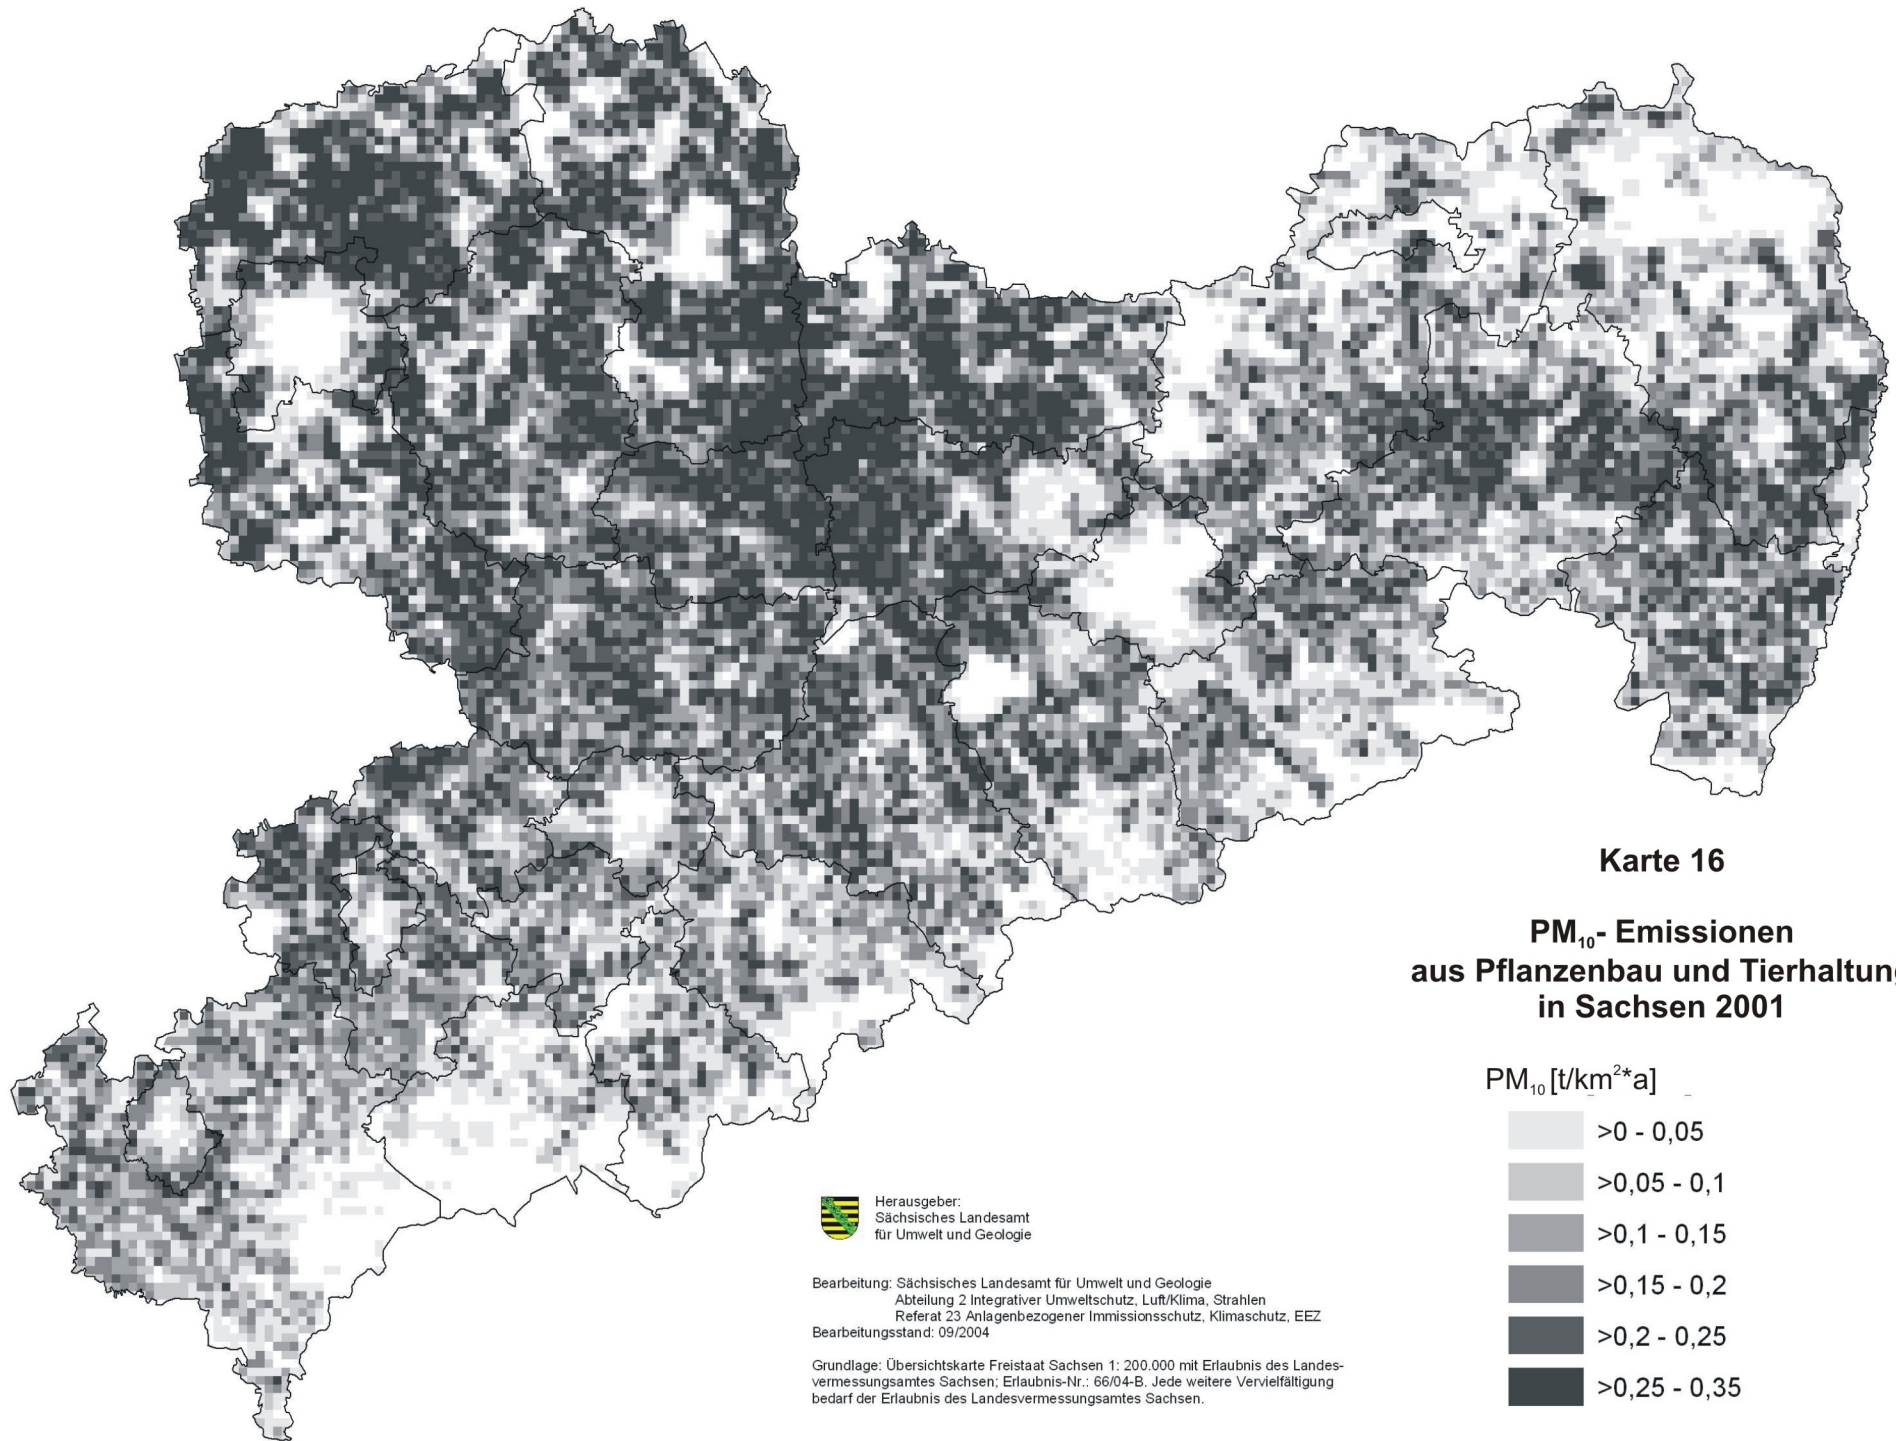 Karte 16
PM₁₀- Emissionen
aus Pflanzenbau und Tierhaltung
in Sachsen 2001
PM₁₀ [t/km²*a]
>0 - 0,05
>0,05 - 0,1
>0,1 - 0,15
>0,15 - 0,2
>0,2 - 0,25
>0,25 - 0,35
Herausgeber:
Sächsisches Landesamt
für Umwelt und Geologie
Bearbeitung: Sächsisches Landesamt für Umwelt und Geologie
Abteilung 2 Integrativer Umweltschutz, Luft/Klima, Strahlen
Referat 23 Anlagenbezogener Immissionsschutz, Klimaschutz, EEZ
Bearbeitungsstand: 09/2004
Grundlage: Übersichtskarte Freistaat Sachsen 1: 200.000 mit Erlaubnis des Landes-
vermessungsamtes Sachsen; Erlaubnis-Nr.: 66/04-B. Jede weitere Vervielfältigung
bedarf der Erlaubnis des Landesvermessungsamtes Sachsen.